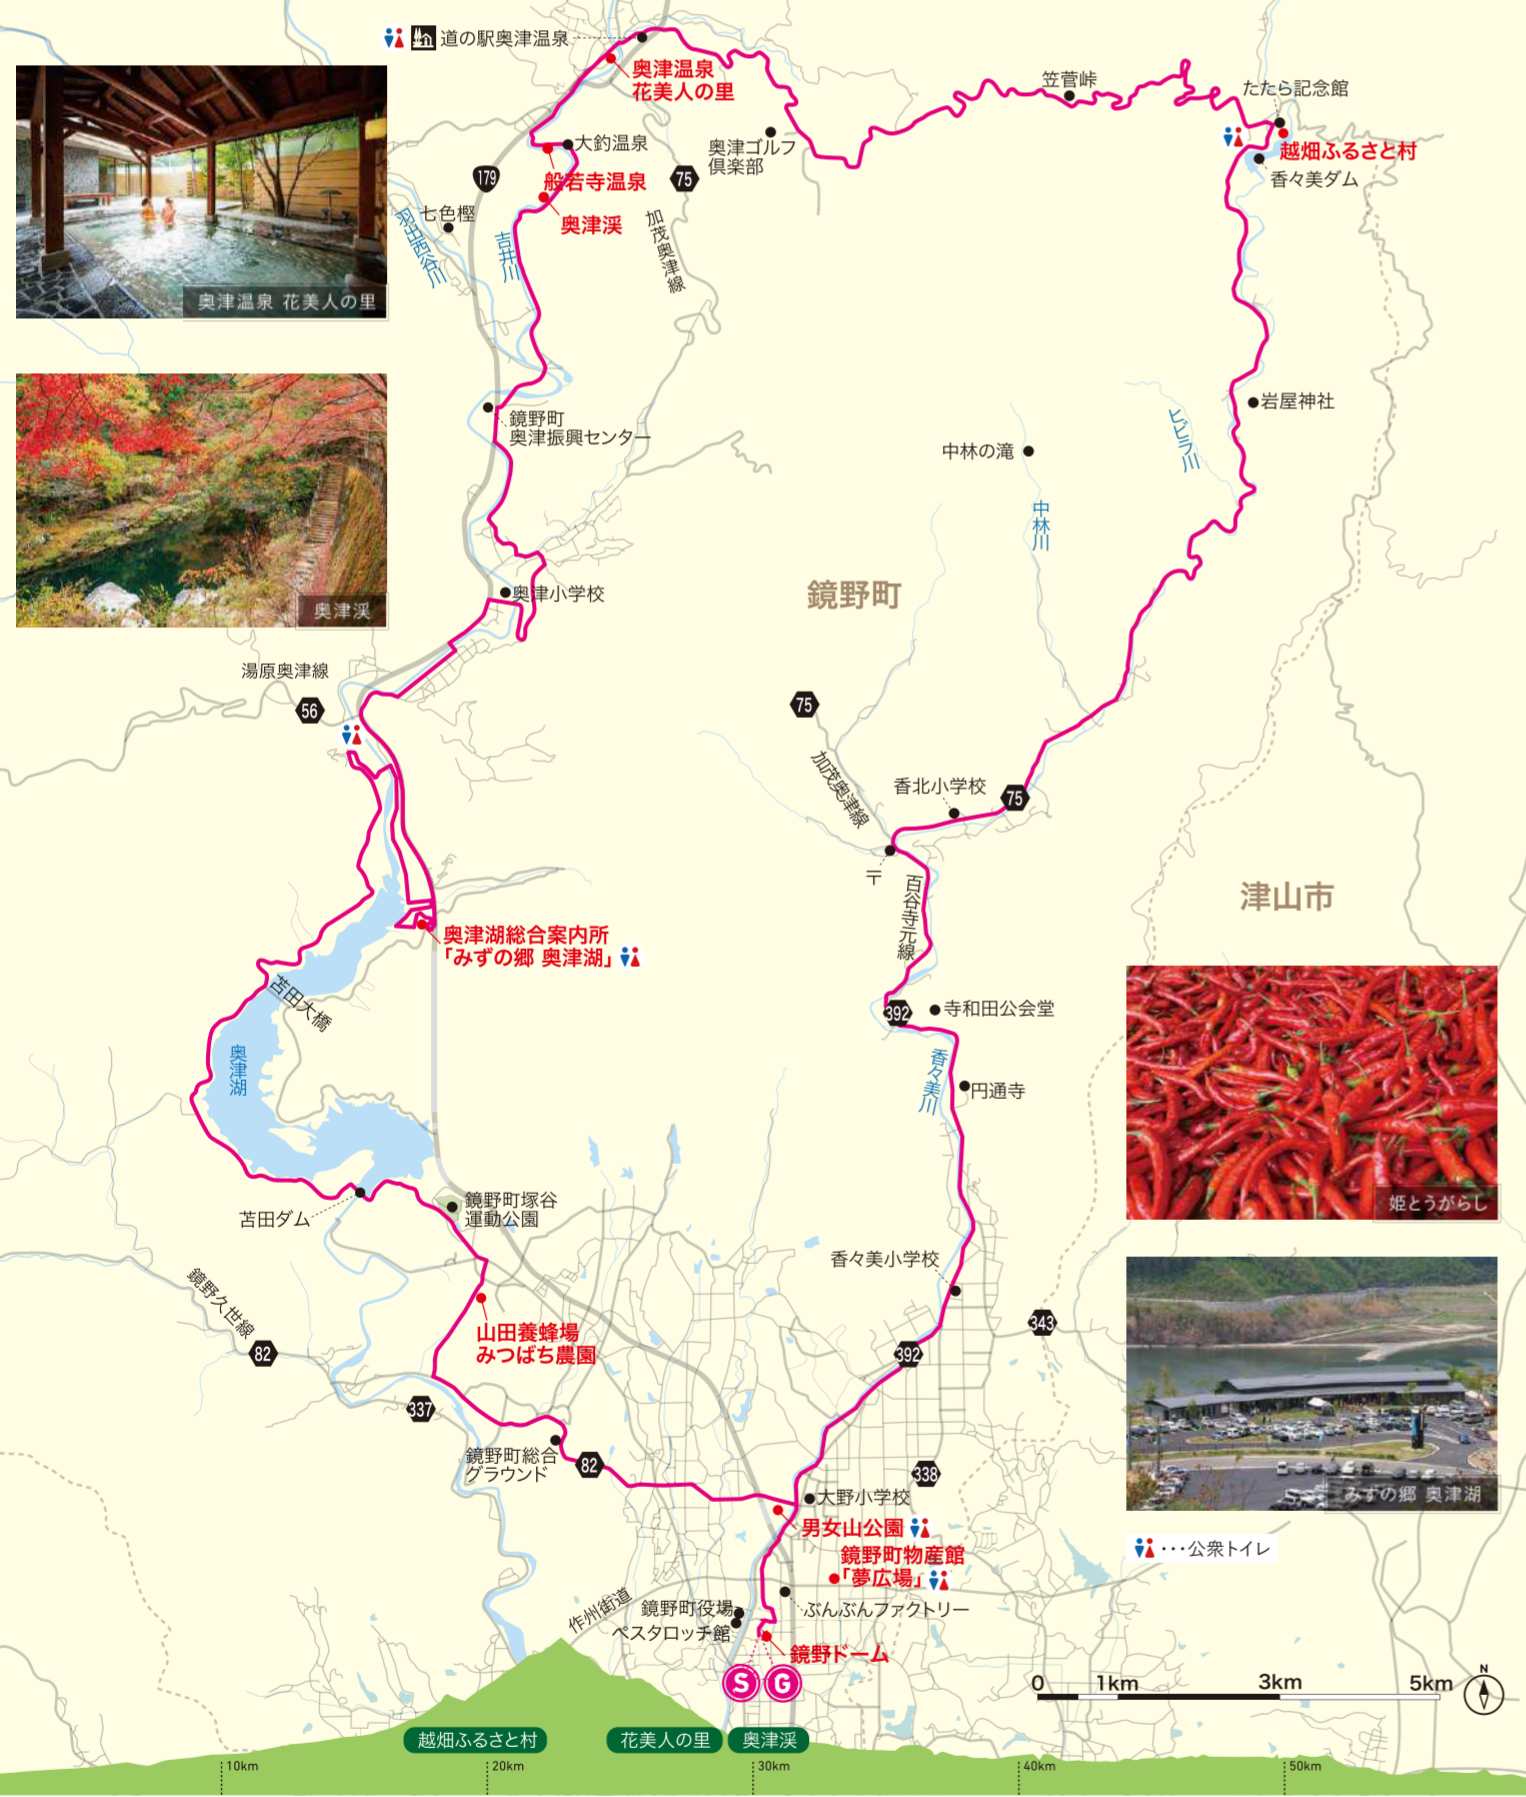 道の駅奥津温泉
奥津温泉
花美人の里
笠菅峠
たたら記念館
大釣温泉
奥津ゴルフ
倶楽部
越畑ふるさと村
香々美ダム
179
75
般若寺温泉
奥津渓
七色樫
羽出西谷川
吉井川
加茂奥津線
奥津温泉 花美人の里
鏡野町
奥津振興センター
岩屋神社
ヒビラ川
中林の滝
中林川
奥津渓
奥津小学校
鏡野町
湯原奥津線
56
75
加茂奥津線
香北小学校
75
〒
百谷寺元線
津山市
奥津湖総合案内所
「みずの郷 奥津湖」
苫田大橋
奥津湖
392
寺和田公会堂
香々美川
円通寺
苫田ダム
鏡野町塚谷
運動公園
姫とうがらし
香々美小学校
鏡野久世線
82
山田養蜂場
みつばち農園
343
392
337
鏡野町総合
グラウンド
82
338
大野小学校
みずの郷 奥津湖
男女山公園
・・・公衆トイレ
鏡野町物産館
「夢広場」
作州街道
鏡野町役場
ぶんぶんファクトリー
ペスタロッチ館
鏡野ドーム
S G
0 1km 3km 5km
N
越畑ふるさと村
花美人の里
奥津渓
10km 20km 30km 40km 50km